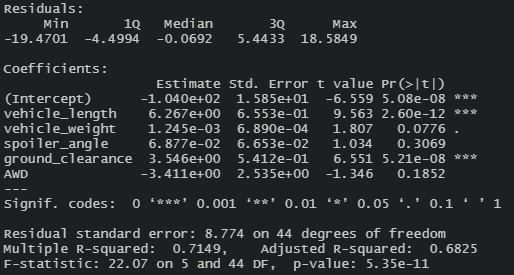 Residuals:
     Min       1Q   Median       3Q      Max
-19.4701  -4.4994  -0.0692   5.4433  18.5849

Coefficients:
                   Estimate Std. Error t value Pr(>|t|)
(Intercept)      -1.040e+02  1.585e+01  -6.559 5.08e-08 ***
vehicle_length    6.267e+00  6.553e-01   9.563 2.60e-12 ***
vehicle_weight    1.245e-03  6.890e-04   1.807   0.0776 .
spoiler_angle     6.877e-02  6.653e-02   1.034   0.3069
ground_clearance  3.546e+00  5.412e-01   6.551 5.21e-08 ***
AWD              -3.411e+00  2.535e+00  -1.346   0.1852
---
Signif. codes:  0 ‘***’ 0.001 ‘**’ 0.01 ‘*’ 0.05 ‘.’ 0.1 ‘ ’ 1

Residual standard error: 8.774 on 44 degrees of freedom
Multiple R-squared:  0.7149,    Adjusted R-squared:  0.6825
F-statistic: 22.07 on 5 and 44 DF,  p-value: 5.35e-11